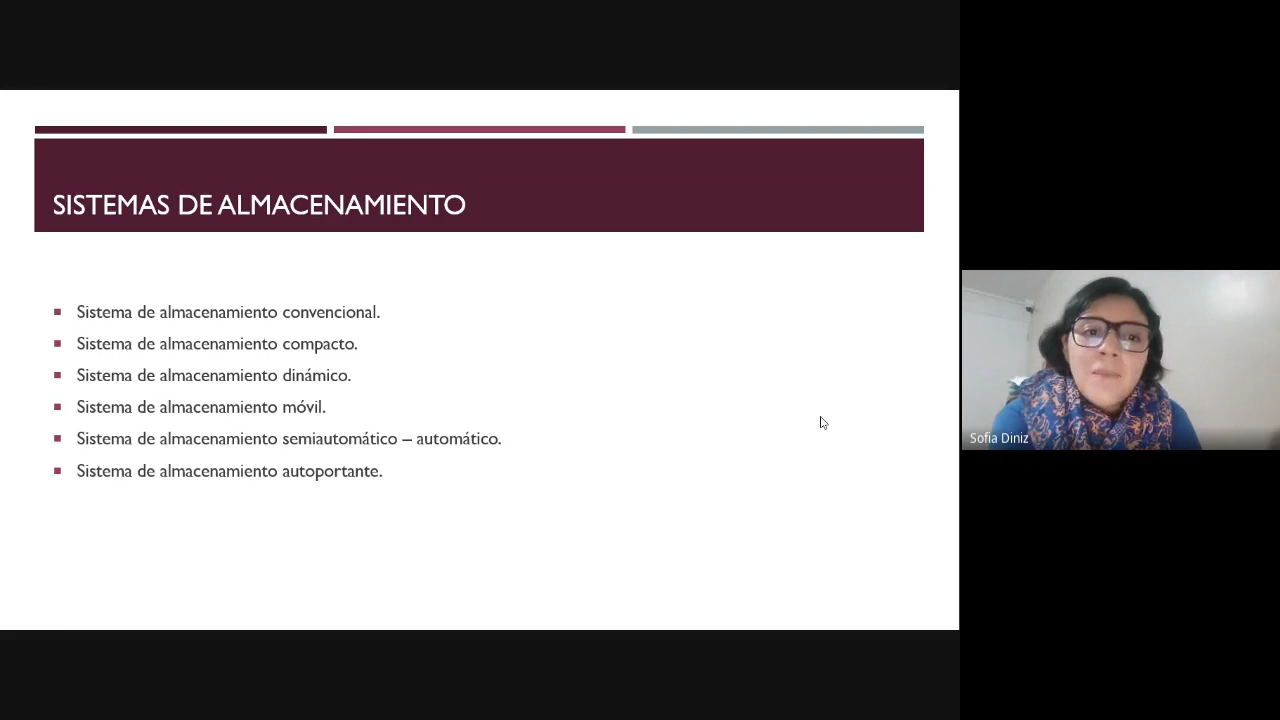 SISTEMAS DE ALMACENAMIENTO
Sistema de almacenamiento convencional.
Sistema de almacenamiento compacto.
Sistema de almacenamiento dinámico.
Sistema de almacenamiento móvil.
Sistema de almacenamiento semiautomático – automático.
Sistema de almacenamiento autoportante.
Sofia Diniz